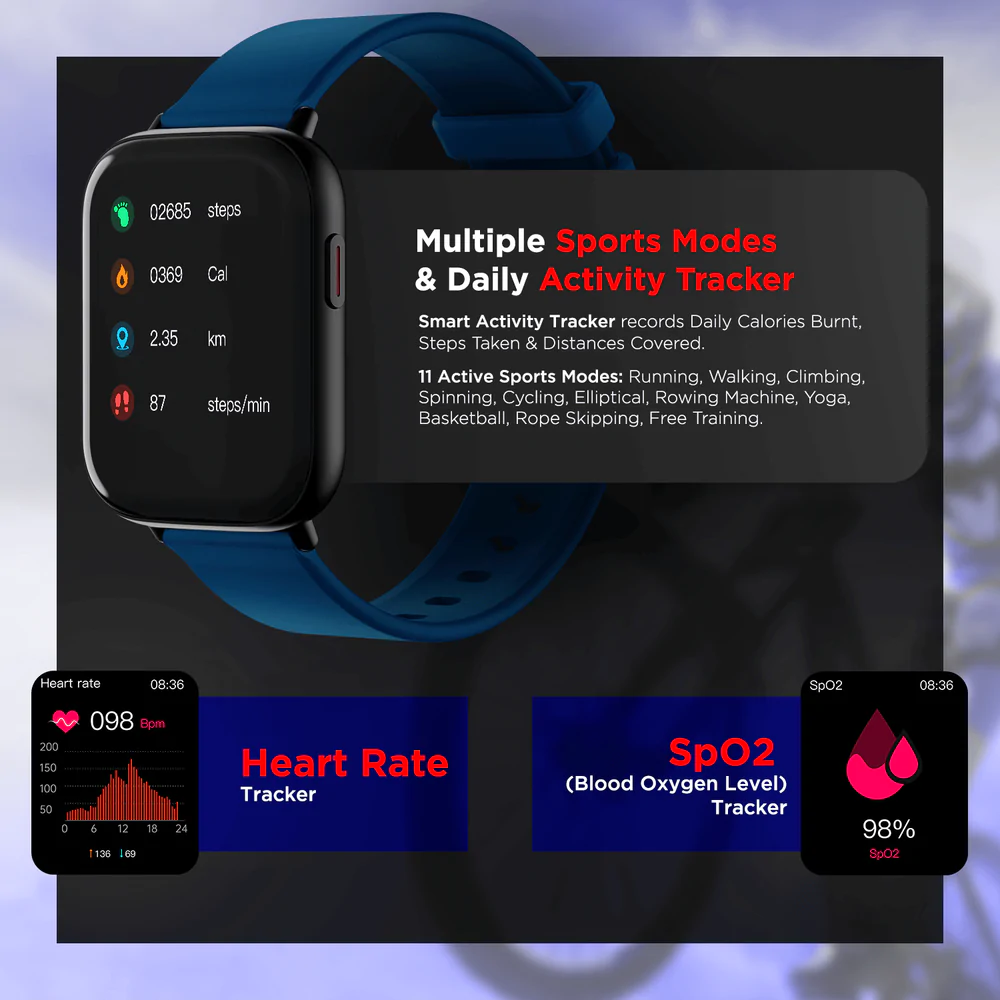 02685 steps
0369 Cal
2.35 km
87 steps/min
Multiple Sports Modes
& Daily Activity Tracker
Smart Activity Tracker records Daily Calories Burnt,
Steps Taken & Distances Covered.
11 Active Sports Modes: Running, Walking, Climbing,
Spinning, Cycling, Elliptical, Rowing Machine, Yoga,
Basketball, Rope Skipping, Free Training.
Heart rate 08:36
098 Bpm
200
150
100
50
0 6 12 18 24
↑136 ↓69
Heart Rate
Tracker
SpO2
(Blood Oxygen Level)
Tracker
SpO2 08:36
98%
SpO2